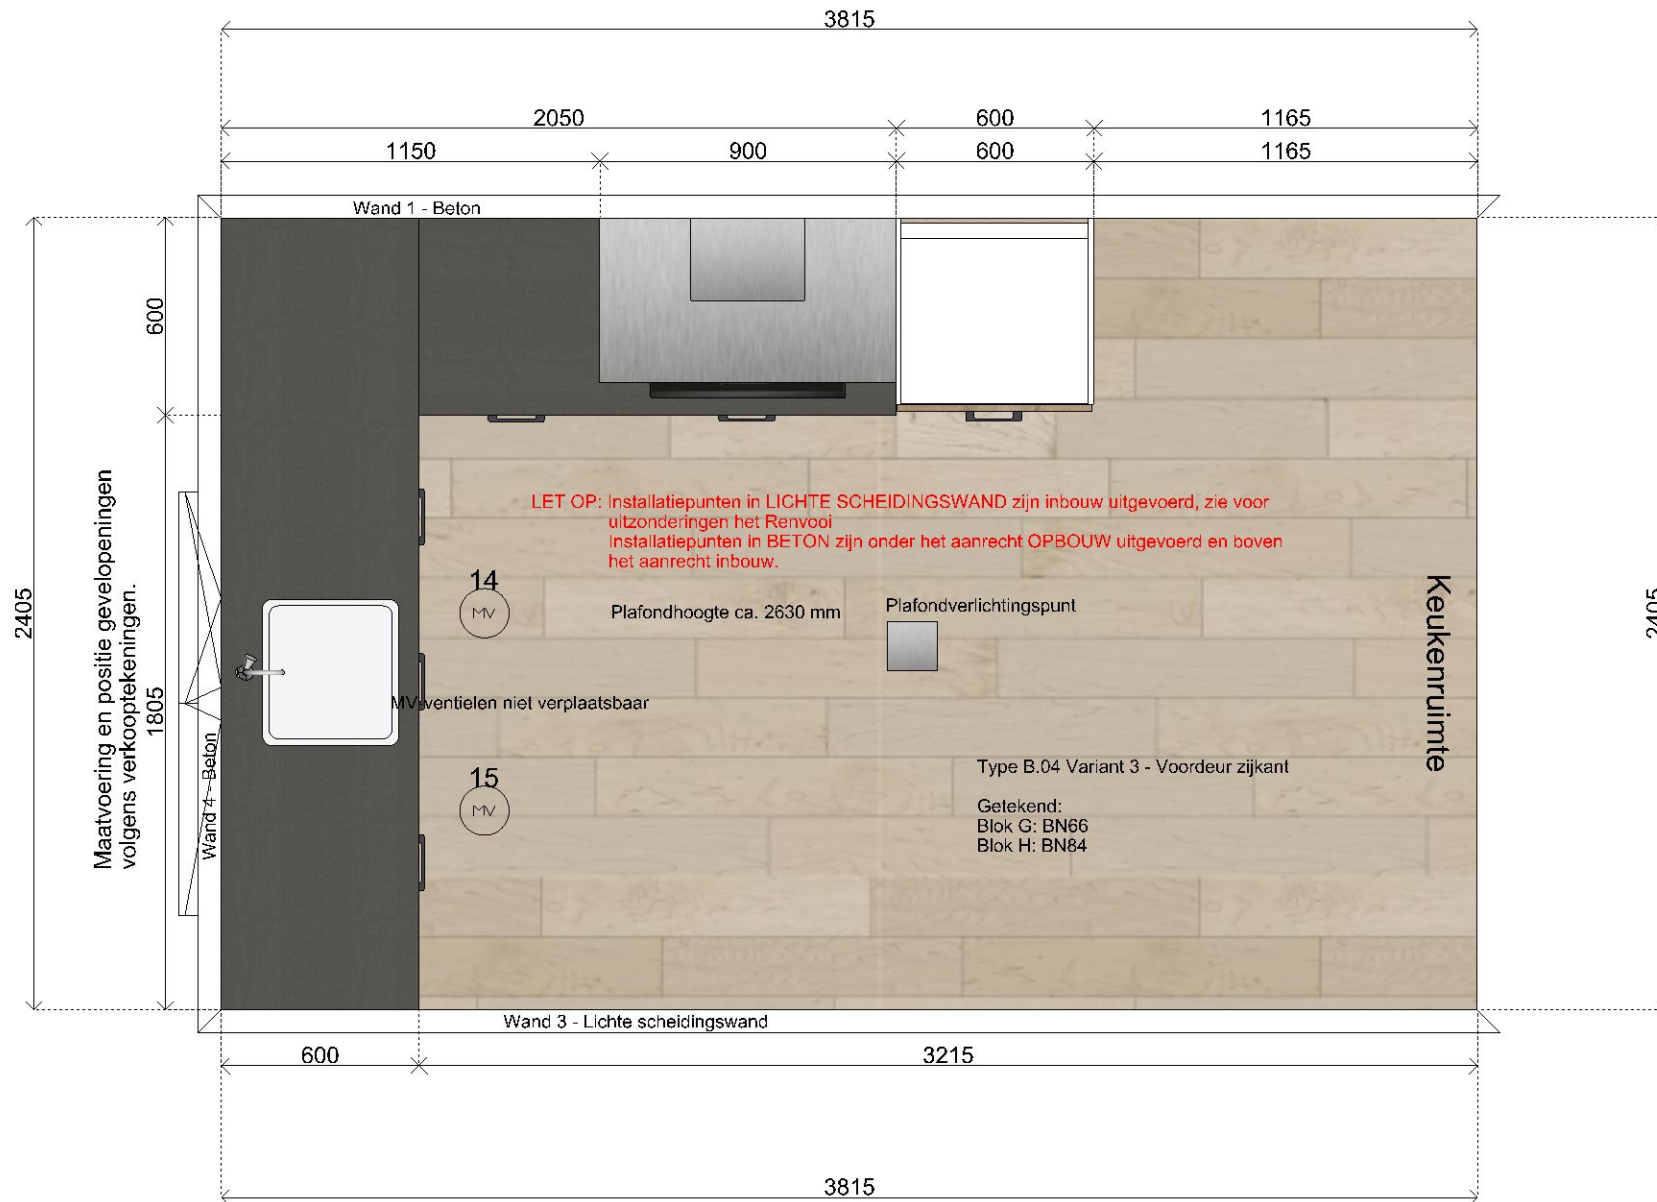 3815
2050
600
1165
1150
900
600
1165
Wand 1 - Beton
600
2405
1805
Maatvoering en positie gevelopeningen
volgens verkooptekeningen.
Wand 4 - Beton
LET OP: Installatiepunten in LICHTE SCHEIDINGSWAND zijn inbouw uitgevoerd, zie voor
uitzonderingen het Renvooi
Installatiepunten in BETON zijn onder het aanrecht OPBOUW uitgevoerd en boven
het aanrecht inbouw.
14
MV
Plafondhoogte ca. 2630 mm
Plafondverlichtingspunt
Keukenruimte
2405
MV-ventielen niet verplaatsbaar
15
MV
Type B.04 Variant 3 - Voordeur zijkant
Getekend:
Blok G: BN66
Blok H: BN84
Wand 3 - Lichte scheidingswand
600
3215
3815